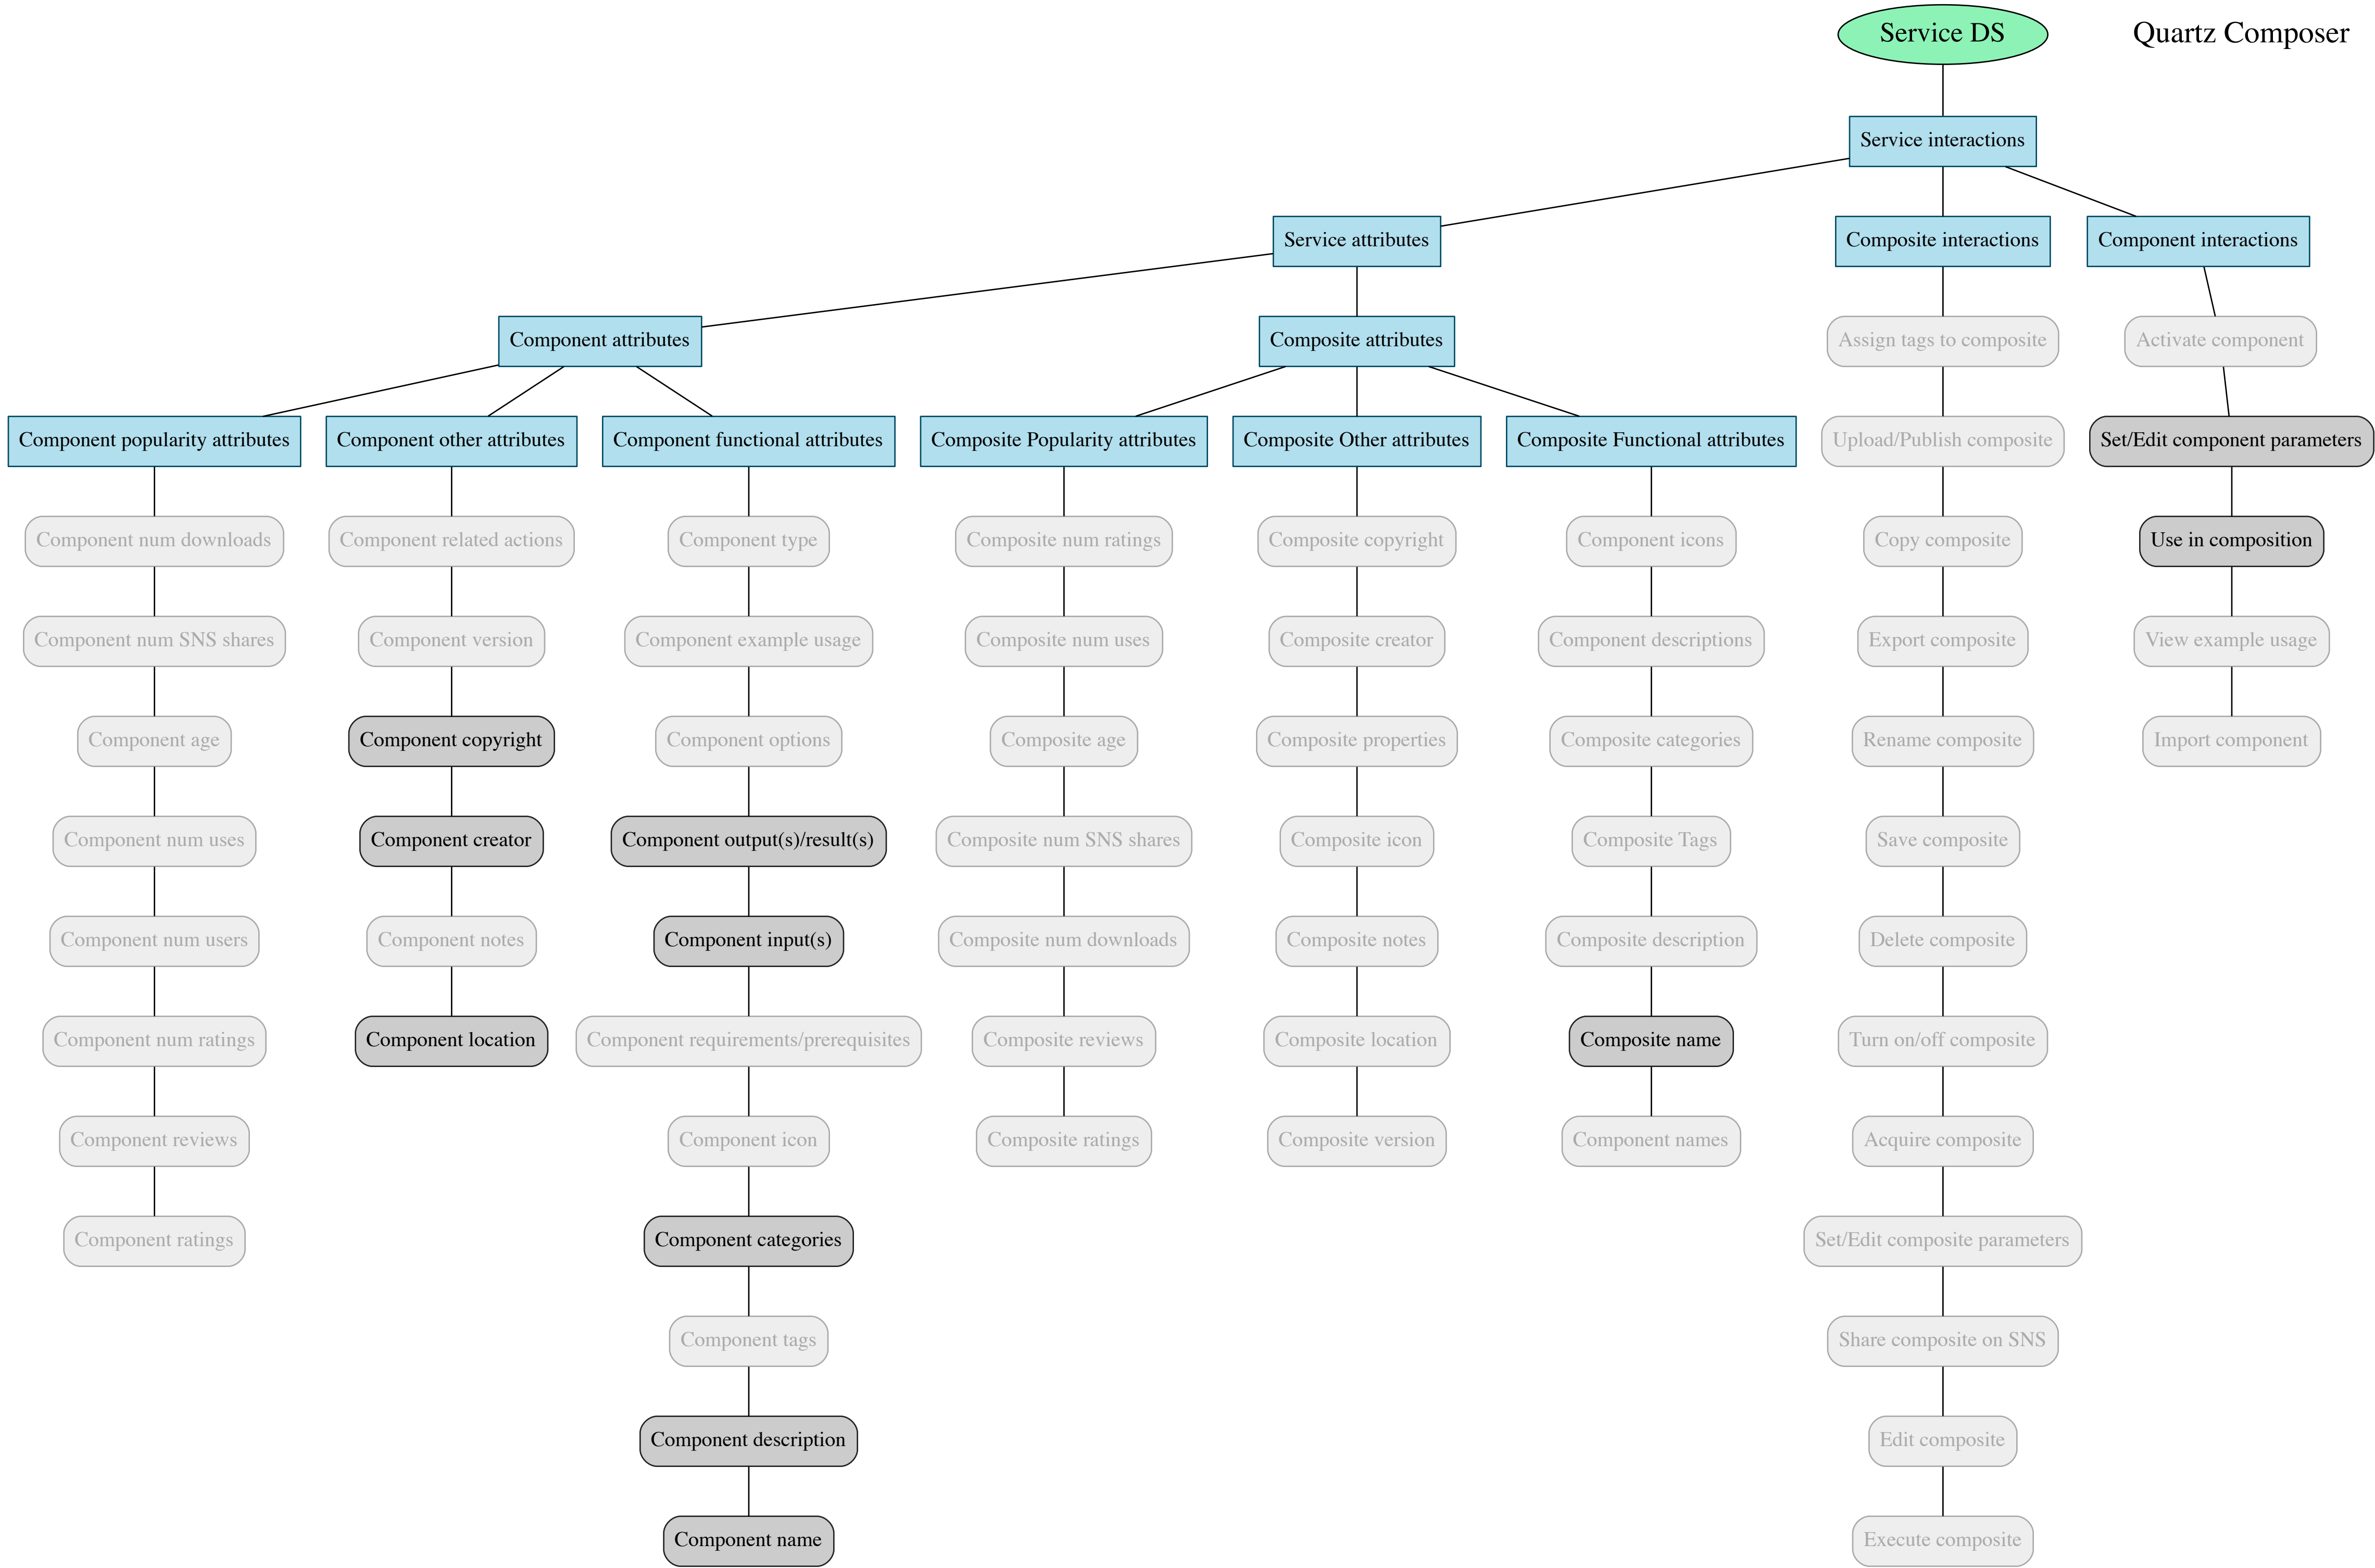 Service DS
Quartz Composer
Service interactions
Service attributes
Composite interactions
Component interactions
Component attributes
Composite attributes
Assign tags to composite
Activate component
Component popularity attributes
Component other attributes
Component functional attributes
Composite Popularity attributes
Composite Other attributes
Composite Functional attributes
Upload/Publish composite
Set/Edit component parameters
Component num downloads
Component related actions
Component type
Composite num ratings
Composite copyright
Component icons
Copy composite
Use in composition
Component num SNS shares
Component version
Component example usage
Composite num uses
Composite creator
Component descriptions
Export composite
View example usage
Component age
Component copyright
Component options
Composite age
Composite properties
Composite categories
Rename composite
Import component
Component num uses
Component creator
Component output(s)/result(s)
Composite num SNS shares
Composite icon
Composite Tags
Save composite
Component num users
Component notes
Component input(s)
Composite num downloads
Composite notes
Composite description
Delete composite
Component num ratings
Component location
Component requirements/prerequisites
Composite reviews
Composite location
Composite name
Turn on/off composite
Component reviews
Component icon
Composite ratings
Composite version
Component names
Acquire composite
Component ratings
Component categories
Set/Edit composite parameters
Component tags
Share composite on SNS
Component description
Edit composite
Component name
Execute composite